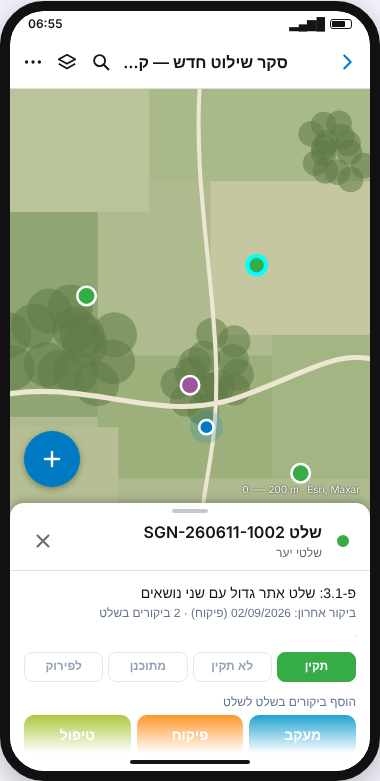 06:55
סקר שילוט חדש — ק...
0 — 200 m · Esri, Maxar
שלט SGN-260611-1002
שלטי יער
פ-3.1: שלט אתר גדול עם שני נושאים
ביקור אחרון: 02/09/2026 (פיקוח) · 2 ביקורים בשלט
תקין
לא תקין
מתוכנן
לפירוק
הוסף ביקורים בשלט לשלט
מעקב
פיקוח
טיפול